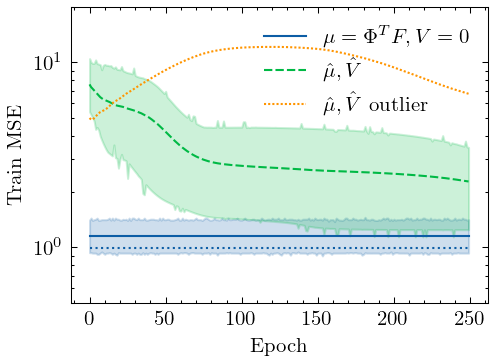 μ = Φ^T F, V = 0
μ̂, V̂
μ̂, V̂ outlier
10^1
10^0
Train MSE
0 50 100 150 200 250
Epoch